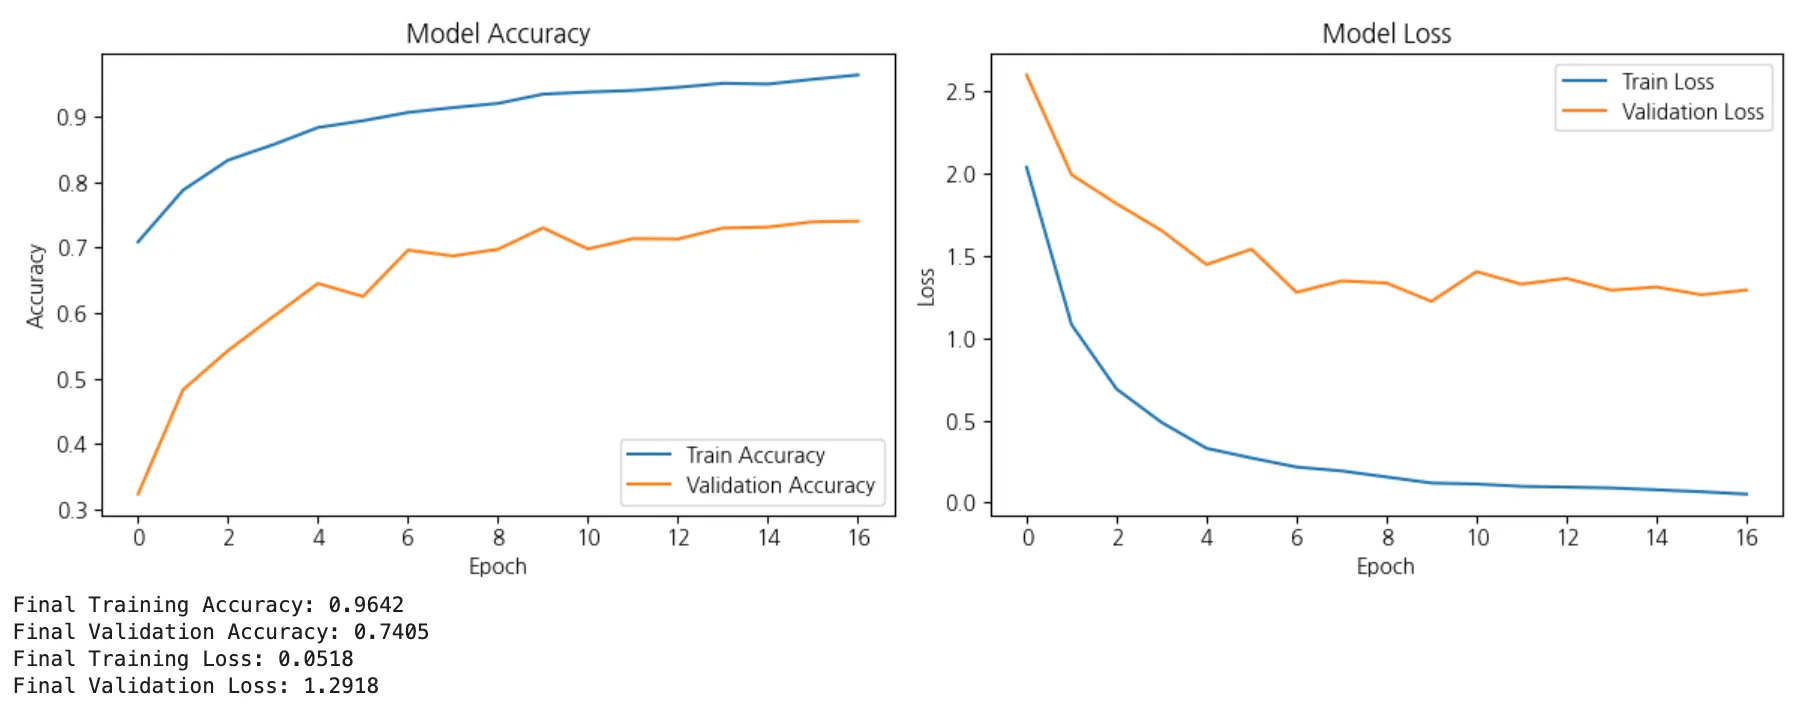 Model Accuracy
Accuracy
0.9
0.8
0.7
0.6
0.5
0.4
0.3
Train Accuracy
Validation Accuracy
0 2 4 6 8 10 12 14 16
Epoch
Model Loss
Loss
2.5
2.0
1.5
1.0
0.5
0.0
Train Loss
Validation Loss
0 2 4 6 8 10 12 14 16
Epoch
Final Training Accuracy: 0.9642
Final Validation Accuracy: 0.7405
Final Training Loss: 0.0518
Final Validation Loss: 1.2918